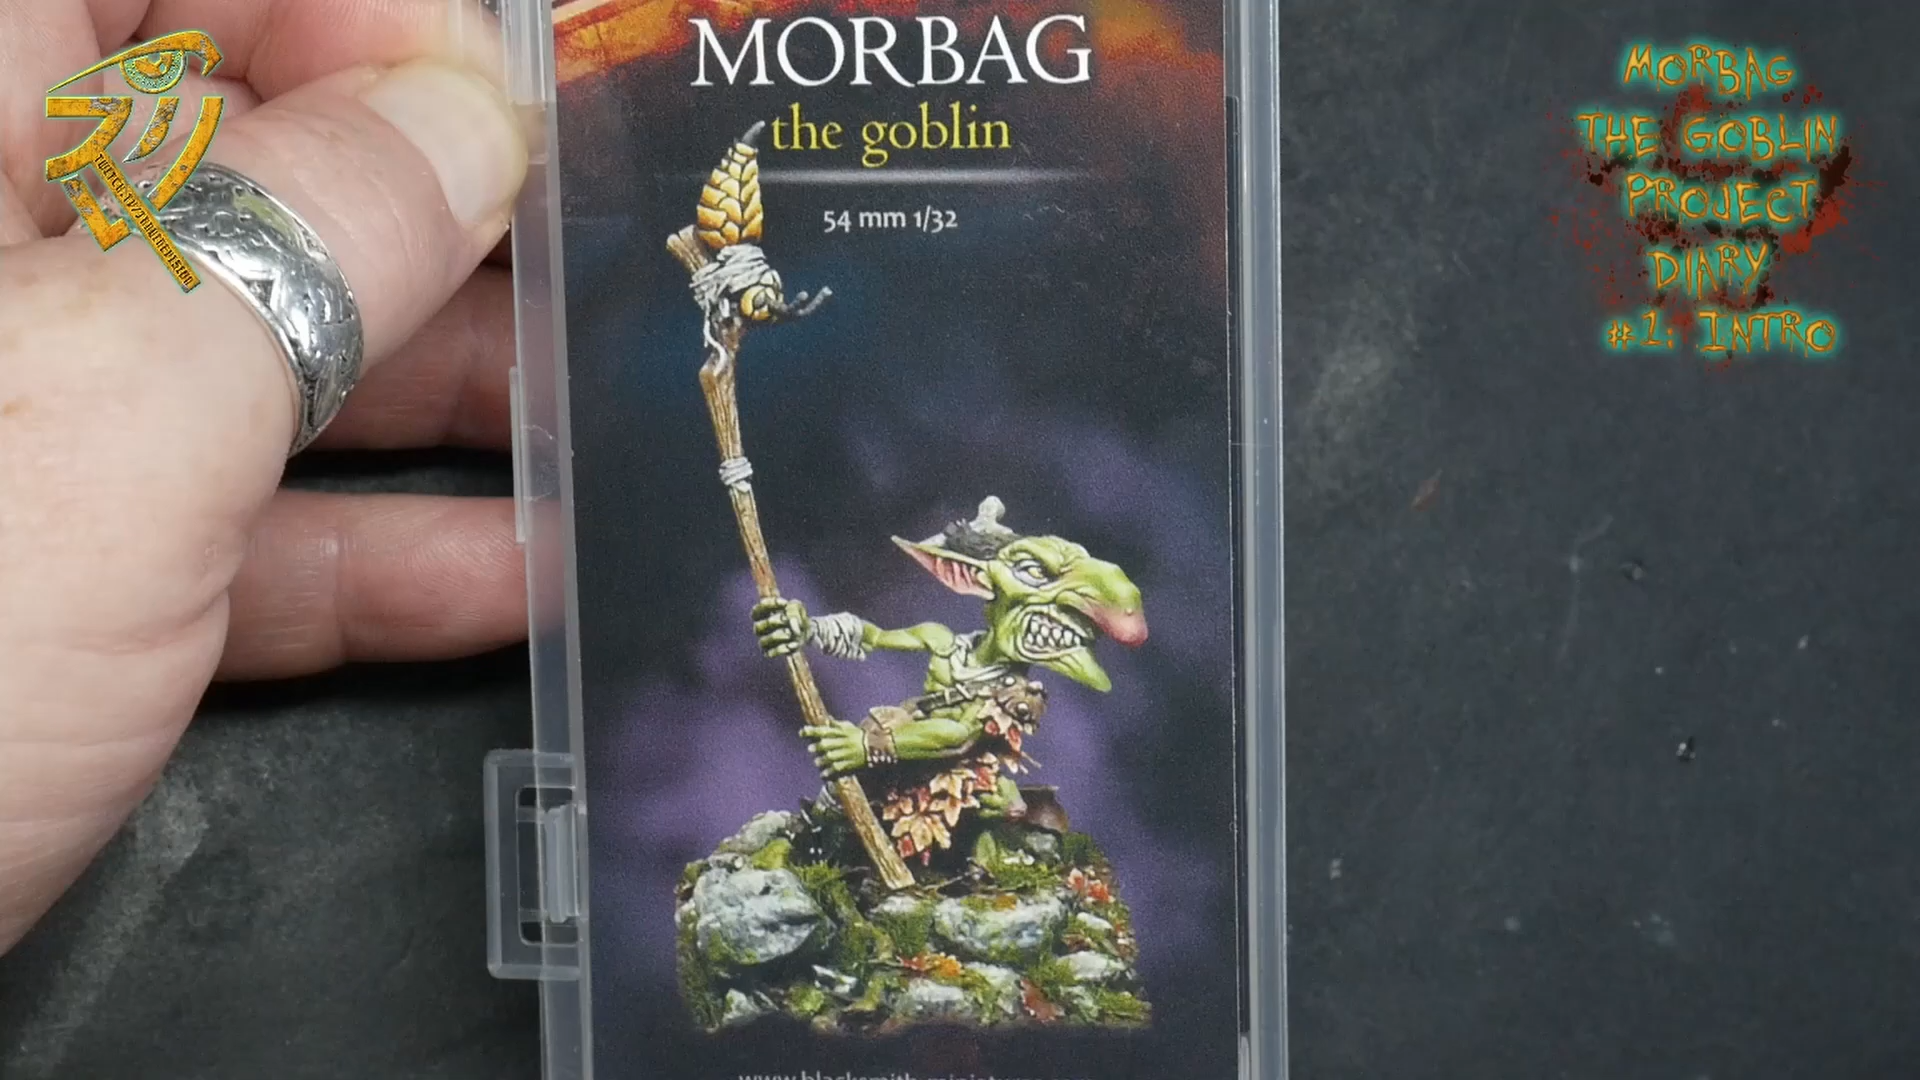 MORBAG
the goblin
54 mm 1/32
MORBAG
THE GOBLIN
PROJECT
DIARY
#1: INTRO